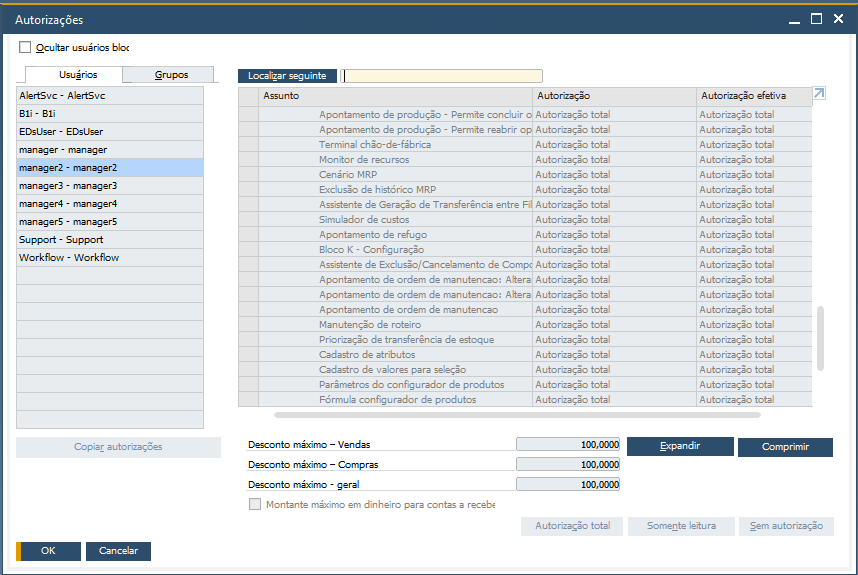 Autorizações
Ocultar usuários bloc
Usuários Grupos
AlertSvc - AlertSvc
B1i - B1i
EDsUser - EDsUser
manager - manager
manager2 - manager2
manager3 - manager3
manager4 - manager4
manager5 - manager5
Support - Support
Workflow - Workflow
Copiar autorizações
Localizar seguinte
Assunto Autorização Autorização efetiva
Apontamento de produção - Permite concluir o Autorização total Autorização total
Apontamento de produção - Permite reabrir op Autorização total Autorização total
Terminal chão-de-fábrica Autorização total Autorização total
Monitor de recursos Autorização total Autorização total
Cenário MRP Autorização total Autorização total
Exclusão de histórico MRP Autorização total Autorização total
Assistente de Geração de Transferência entre Fil Autorização total Autorização total
Simulador de custos Autorização total Autorização total
Apontamento de refugo Autorização total Autorização total
Bloco K - Configuração Autorização total Autorização total
Assistente de Exclusão/Cancelamento de Compo Autorização total Autorização total
Apontamento de ordem de manutencao: Altera Autorização total Autorização total
Apontamento de ordem de manutencao: Altera Autorização total Autorização total
Apontamento de ordem de manutencao Autorização total Autorização total
Manutenção de roteiro Autorização total Autorização total
Priorização de transferência de estoque Autorização total Autorização total
Cadastro de atributos Autorização total Autorização total
Cadastro de valores para seleção Autorização total Autorização total
Parâmetros do configurador de produtos Autorização total Autorização total
Fórmula configurador de produtos Autorização total Autorização total
Desconto máximo – Vendas 100,0000
Desconto máximo – Compras 100,0000
Desconto máximo - geral 100,0000
Expandir Comprimir
Montante máximo em dinheiro para contas a recebe
Autorização total Somente leitura Sem autorização
OK Cancelar